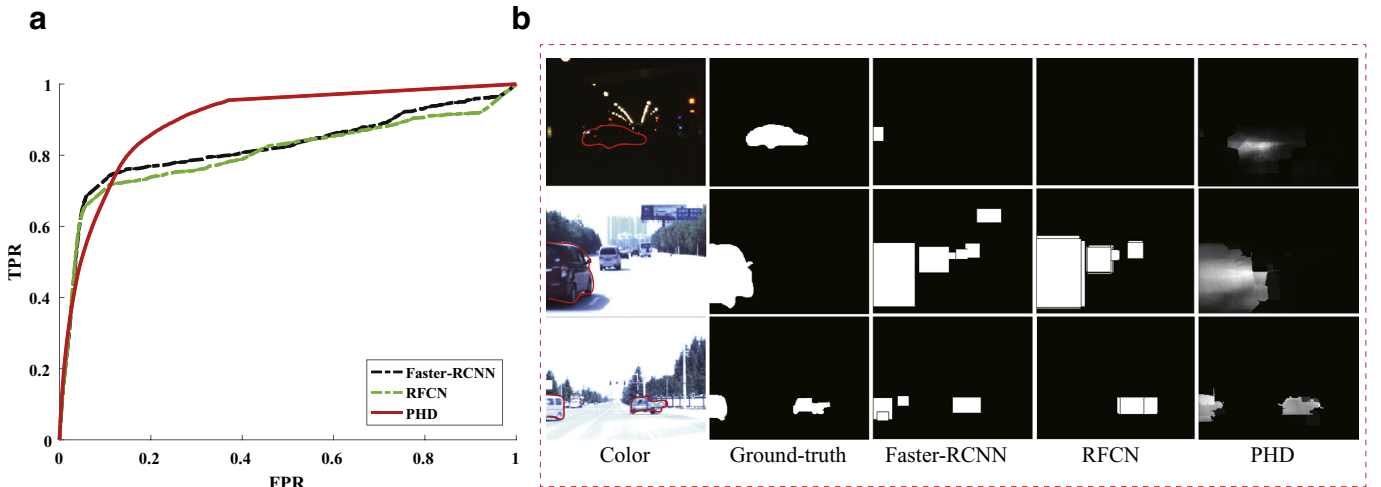 a
b
TPR
1
0.8
0.6
0.4
0.2
0
0
0.2
0.4
0.6
0.8
1
FPR
Faster-RCNN
RFCN
PHD
Color
Ground-truth
Faster-RCNN
RFCN
PHD